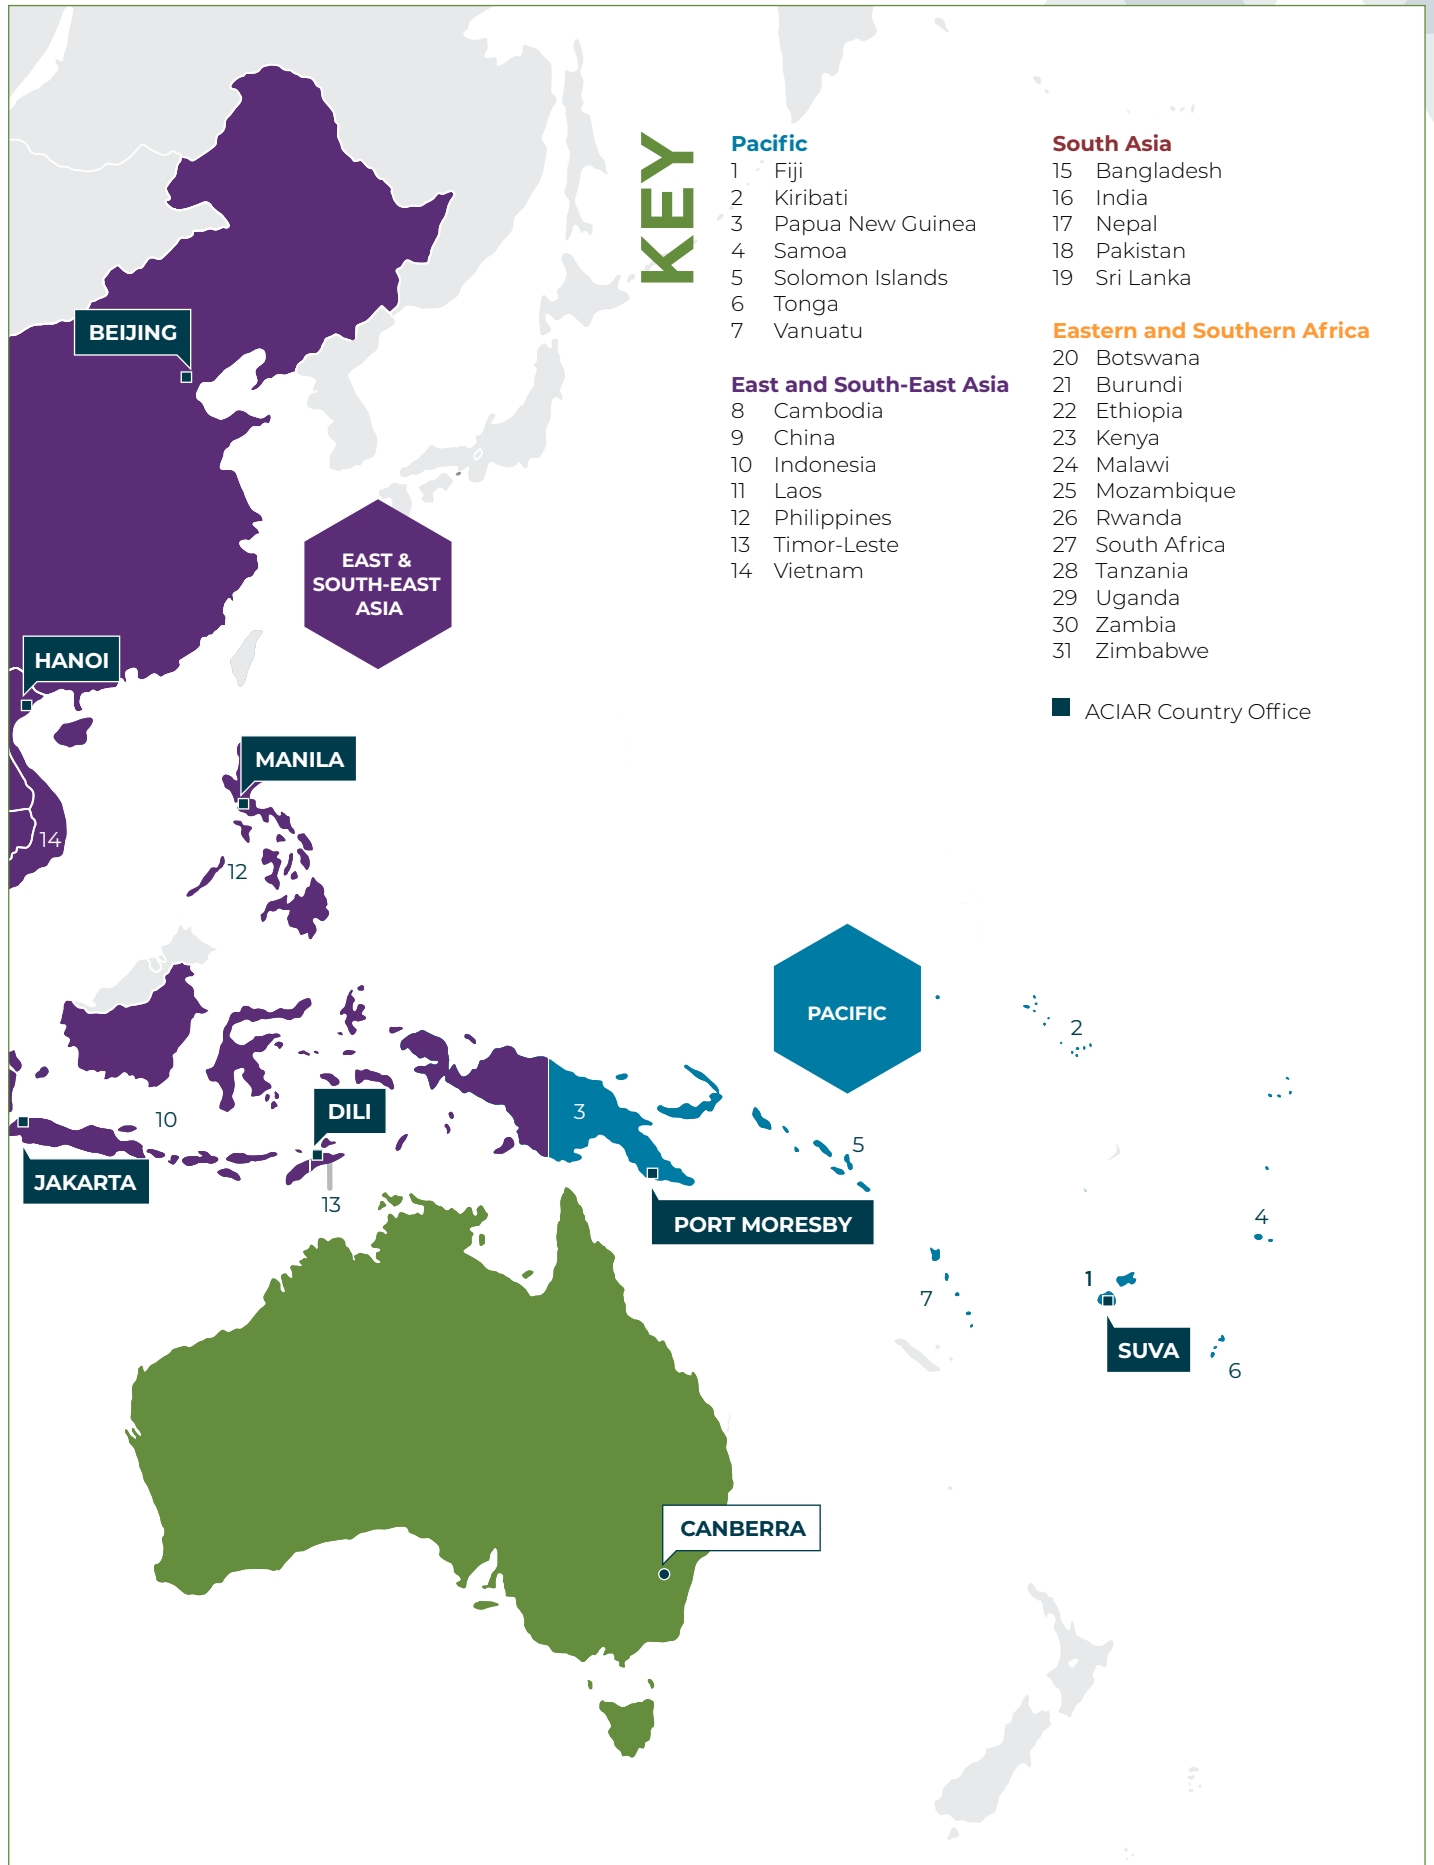 KEY
Pacific
1 Fiji
2 Kiribati
3 Papua New Guinea
4 Samoa
5 Solomon Islands
6 Tonga
7 Vanuatu
East and South-East Asia
8 Cambodia
9 China
10 Indonesia
11 Laos
12 Philippines
13 Timor-Leste
14 Vietnam
South Asia
15 Bangladesh
16 India
17 Nepal
18 Pakistan
19 Sri Lanka
Eastern and Southern Africa
20 Botswana
21 Burundi
22 Ethiopia
23 Kenya
24 Malawi
25 Mozambique
26 Rwanda
27 South Africa
28 Tanzania
29 Uganda
30 Zambia
31 Zimbabwe
ACIAR Country Office
BEIJING
EAST &
SOUTH-EAST
ASIA
HANOI
MANILA
14
12
PACIFIC
2
10
DILI
3
5
JAKARTA
13
PORT MORESBY
4
1
7
SUVA
6
CANBERRA